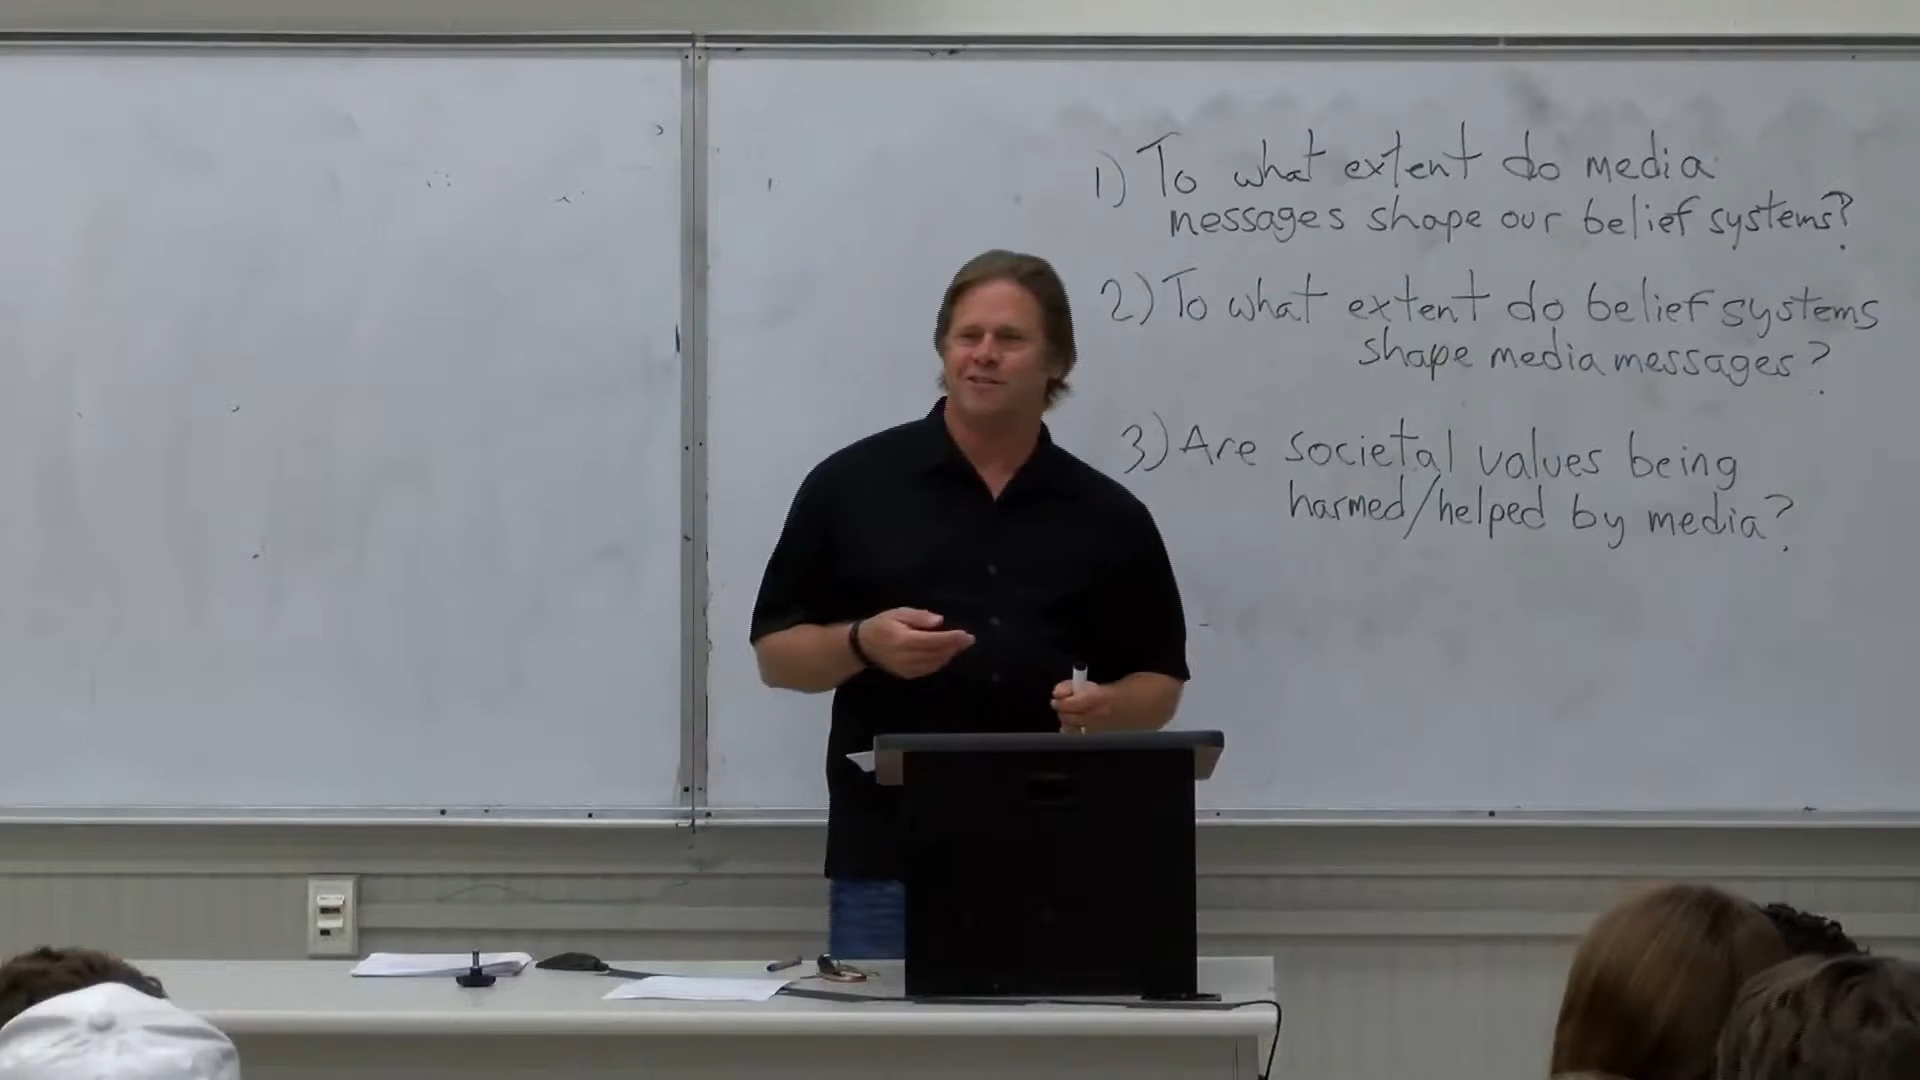 1) To what extent do media
messages shape our belief systems?
2) To what extent do belief systems
shape media messages?
3) Are societal values being
harmed/helped by media?